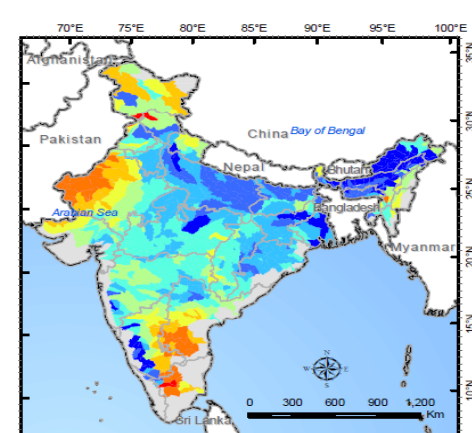 70°E 75°E 80°E 85°E 90°E 95°E 100°E
Afghanistan
35°N
China Bay of Bengal
30°N
Pakistan
Nepal
Bhutan
25°N
Arabian Sea
Bangladesh
Myanmar
20°N
15°N
N
W E
S
10°N
0 300 600 900 1,200
Km
Sri Lanka